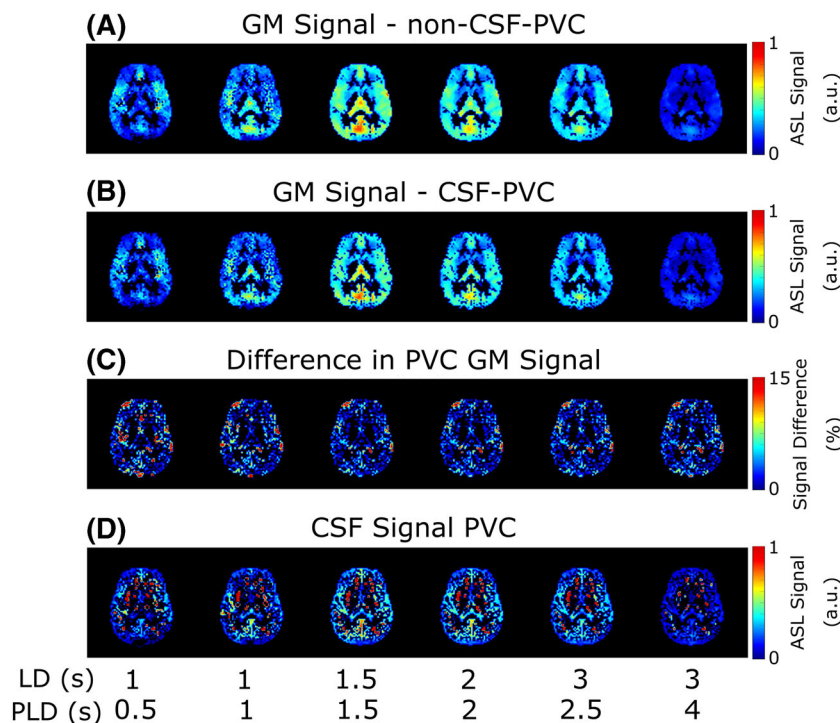 (A) GM Signal - non-CSF-PVC
1
0
ASL Signal
(a.u.)
(B) GM Signal - CSF-PVC
1
0
ASL Signal
(a.u.)
(C) Difference in PVC GM Signal
15
0
Signal Difference
(%)
(D) CSF Signal PVC
1
0
ASL Signal
(a.u.)
LD (s) 1 1 1.5 2 3 3
PLD (s) 0.5 1 1.5 2 2.5 4